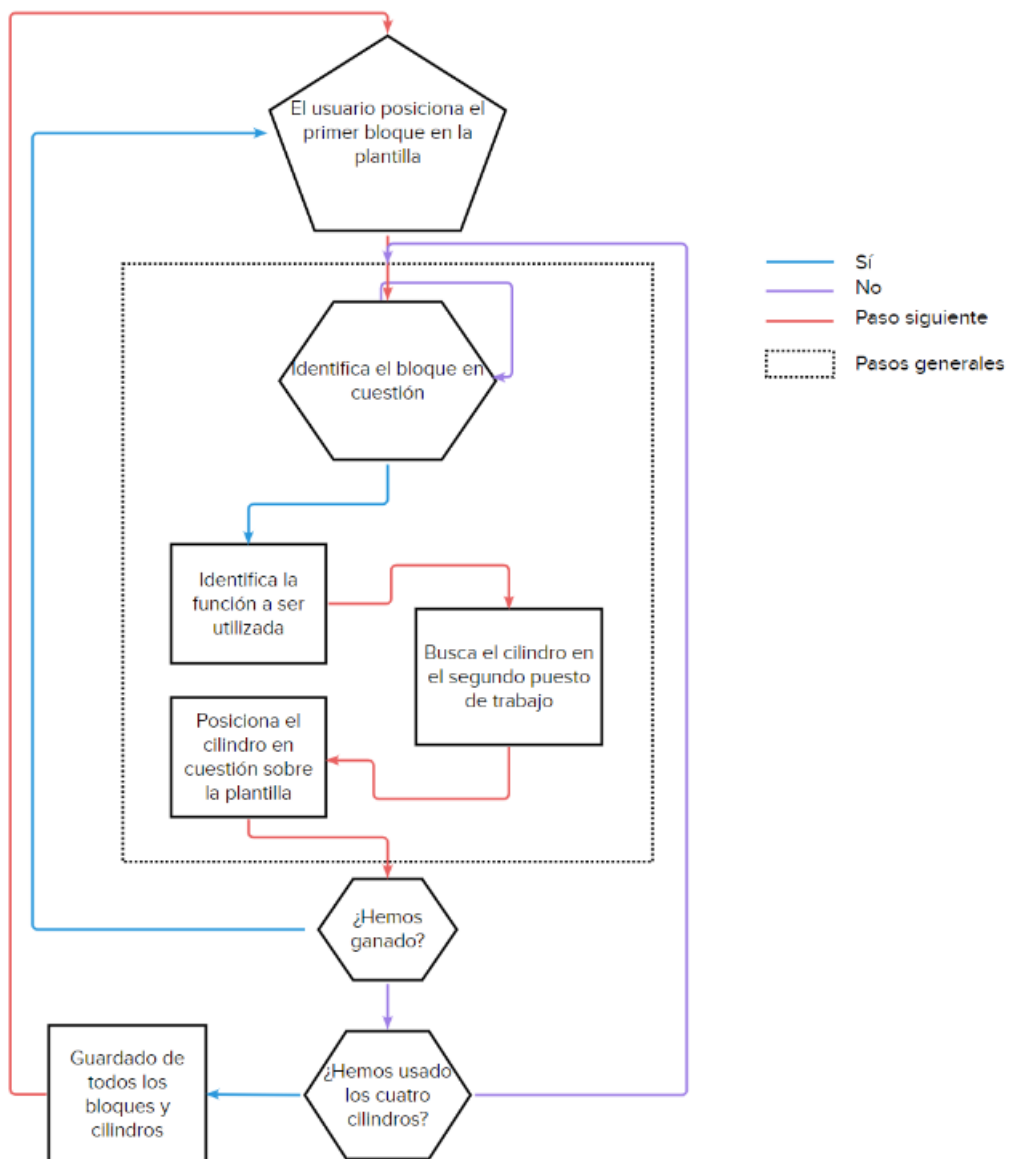 El usuario posiciona el
primer bloque en la
plantilla
Sí
No
Paso siguiente
Pasos generales
Identifica el bloque en
cuestión
Identifica la
función a ser
utilizada
Busca el cilindro en
el segundo puesto
de trabajo
Posiciona el
cilindro en
cuestión sobre
la plantilla
¿Hemos
ganado?
¿Hemos usado
los cuatro
cilindros?
Guardado de
todos los
bloques y
cilindros